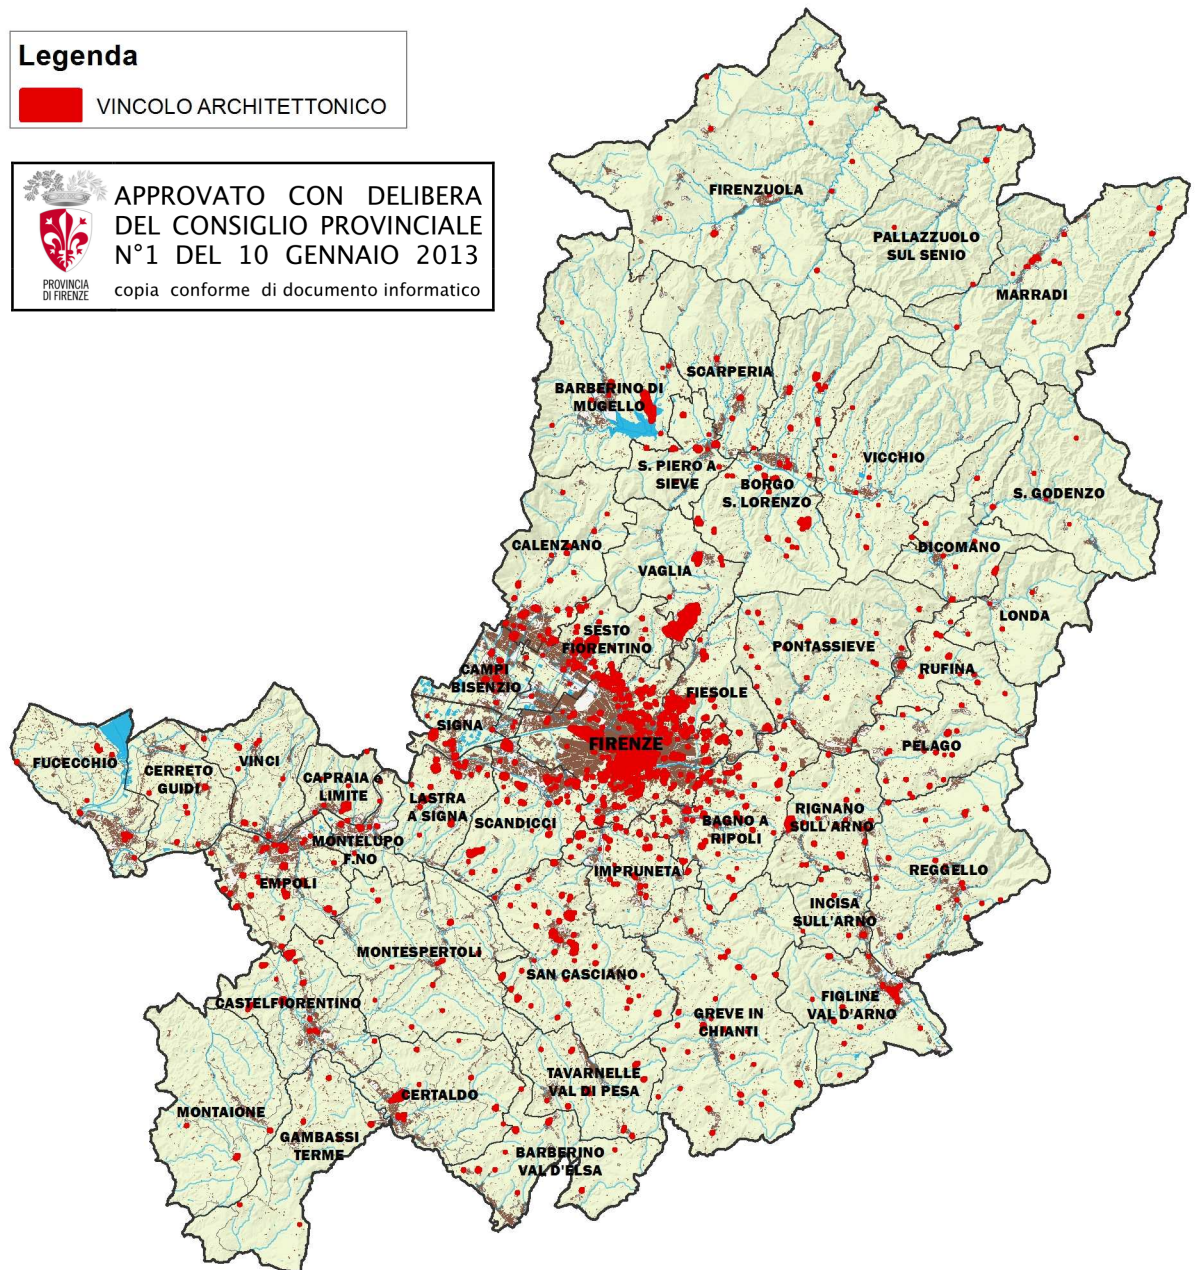 Legenda
VINCOLO ARCHITETTONICO
APPROVATO CON DELIBERA
DEL CONSIGLIO PROVINCIALE
N°1 DEL 10 GENNAIO 2013
copia conforme di documento informatico
PROVINCIA
DI FIRENZE
FIRENZUOLA
PALLAZZUOLO
SUL SENIO
MARRADI
SCARPERIA
BARBERINO DI
MUGELLO
VICCHIO
S. PIERO A
SIEVE
BORGO
S. LORENZO
S. GODENZO
CALENZANO
DICOMANO
VAGLIA
LONDA
SESTO
FIORENTINO
PONTASSIEVE
RUFINA
CAMPI
BISENZIO
FIESOLE
SIGNA
FIRENZE
PELAGO
FUCECCHIO
CERRETO
GUIDI
VINCI
CAPRAIA e
LIMITE
LASTRA
A SIGNA
SCANDICCI
BAGNO A
RIPOLI
RIGNANO
SULL'ARNO
MONTELUPO
F.NO
EMPOLI
IMPRUNETA
REGGELLO
INCISA
SULL'ARNO
MONTESPERTOLI
SAN CASCIANO
CASTELFIORENTINO
GREVE IN
CHIANTI
FIGLINE
VAL D'ARNO
TAVARNELLE
VAL DI PESA
CERTALDO
MONTAIONE
GAMBASSI
TERME
BARBERINO
VAL D'ELSA